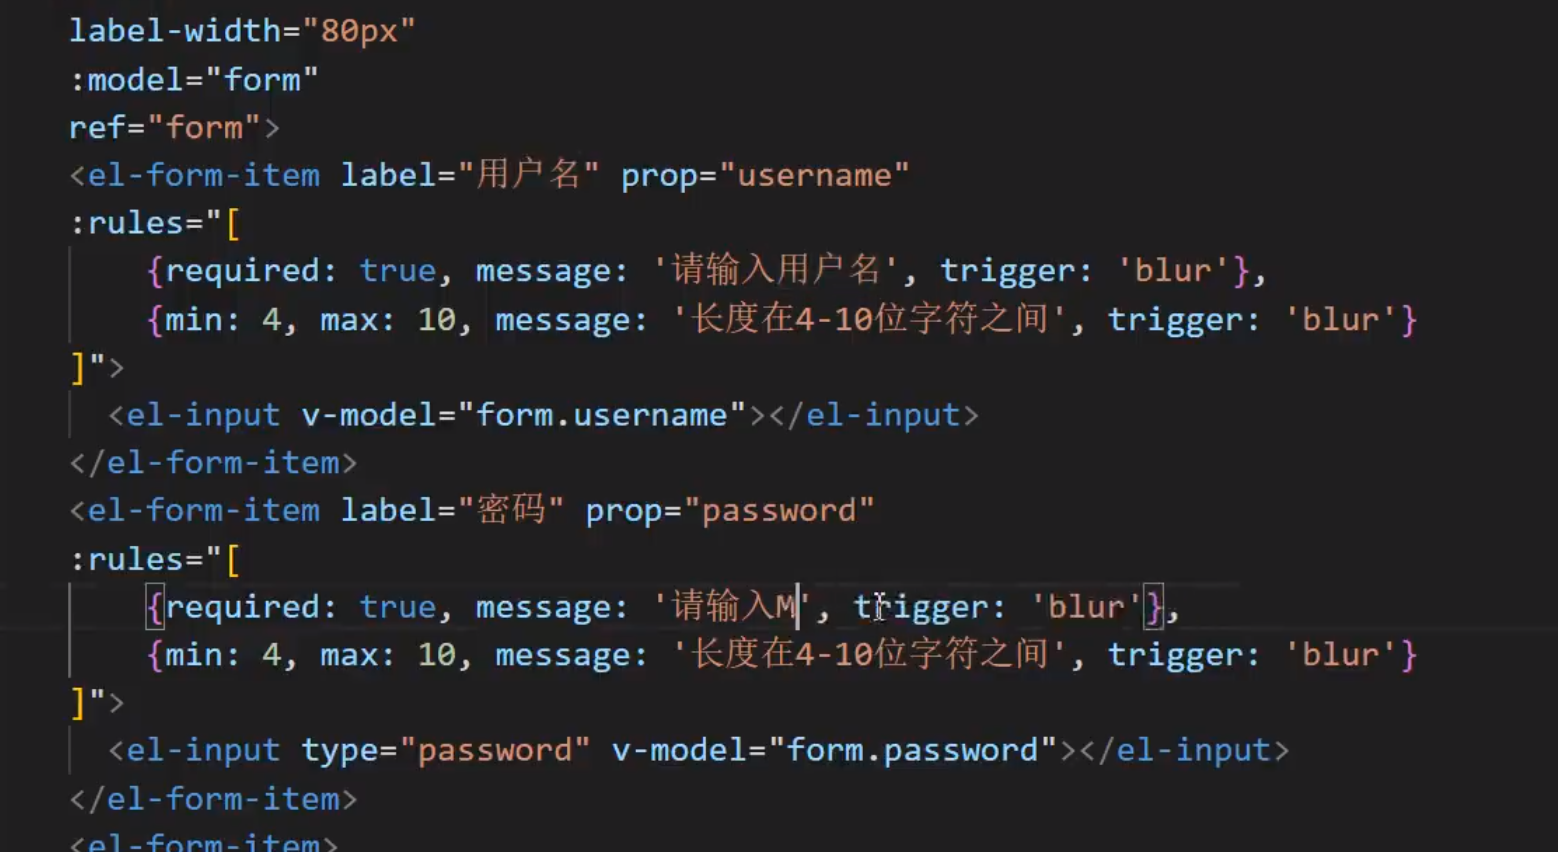 label-width="80px"
:model="form"
ref="form">
<el-form-item label="用户名" prop="username"
:rules="[
{required: true, message: '请输入用户名', trigger: 'blur'},
{min: 4, max: 10, message: '长度在4-10位字符之间', trigger: 'blur'}
]">
<el-input v-model="form.username"></el-input>
</el-form-item>
<el-form-item label="密码" prop="password"
:rules="[
{required: true, message: '请输入M', trigger: 'blur'},
{min: 4, max: 10, message: '长度在4-10位字符之间', trigger: 'blur'}
]">
<el-input type="password" v-model="form.password"></el-input>
</el-form-item>
<el-form-item>